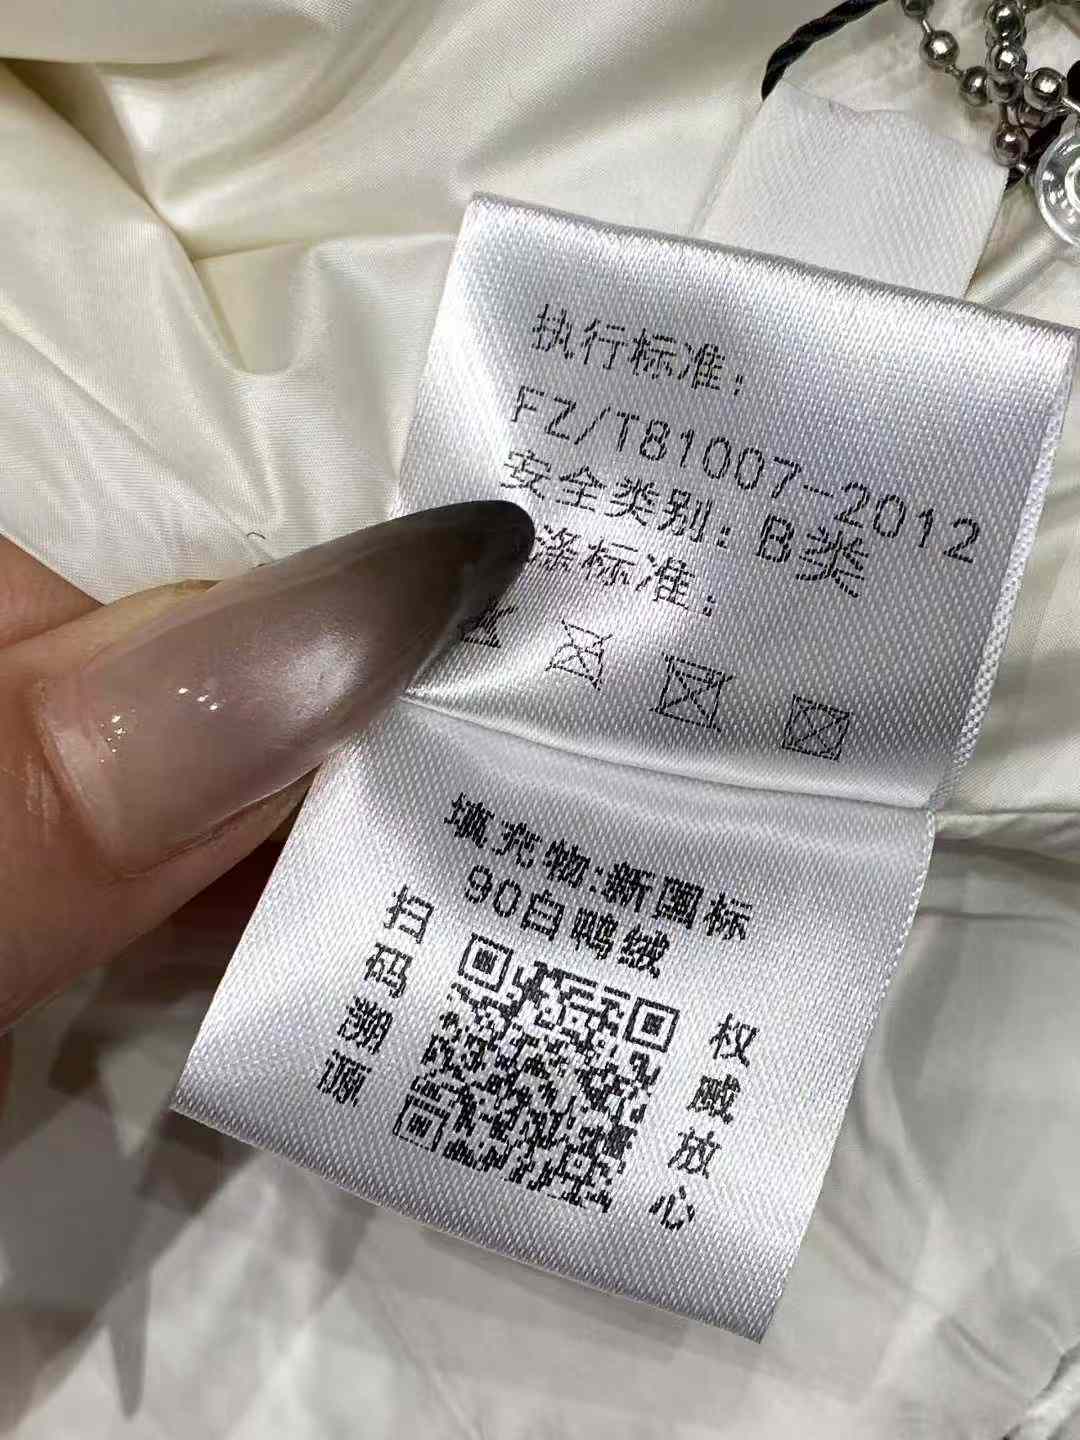 执行标准:
FZ/T81007-2012
安全类别: B类
涤标准:
填充物:新国标
90白鸭绒
扫码溯源
权威放心